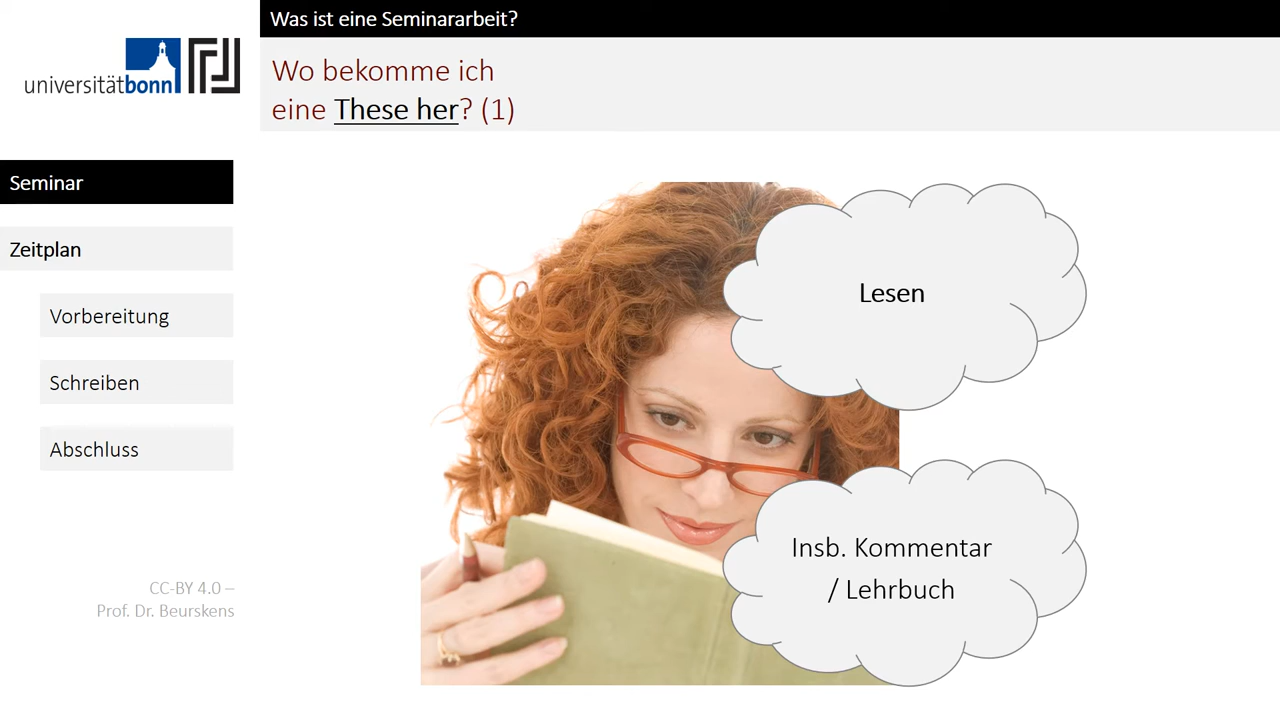 Was ist eine Seminararbeit?
universitätbonn
Wo bekomme ich
eine These her? (1)
Seminar
Zeitplan
Vorbereitung
Schreiben
Abschluss
CC-BY 4.0 –
Prof. Dr. Beurskens
Lesen
Insb. Kommentar
/ Lehrbuch